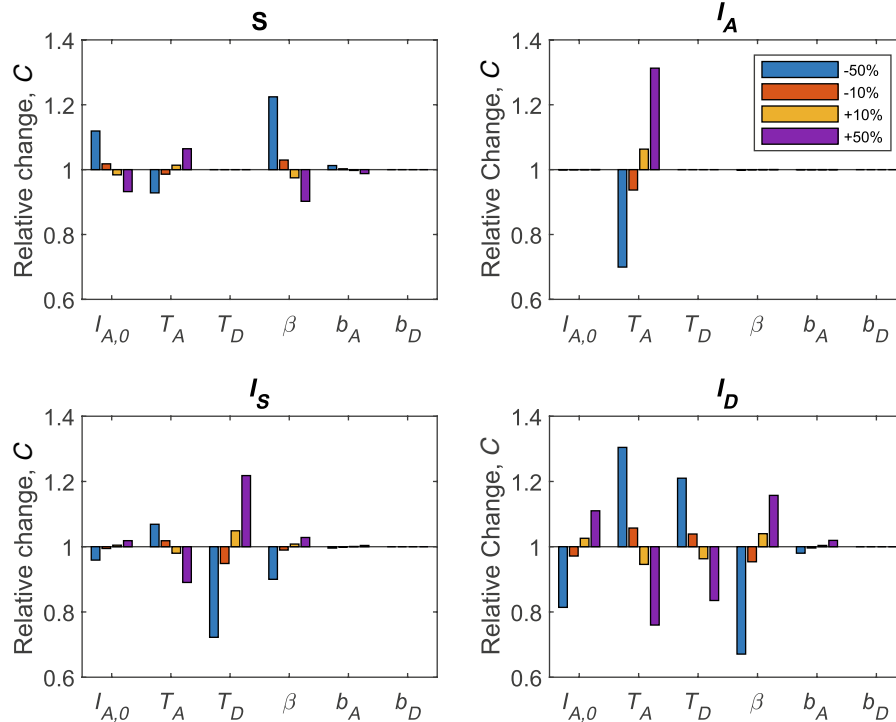 S
Relative change, C
1.4
1.2
1
0.8
0.6
I_{A,0} T_A T_D β b_A b_D
I_A
Relative Change, C
1.4
1.2
1
0.8
0.6
I_{A,0} T_A T_D β b_A b_D
-50%
-10%
+10%
+50%
I_S
Relative change, C
1.4
1.2
1
0.8
0.6
I_{A,0} T_A T_D β b_A b_D
I_D
Relative Change, C
1.4
1.2
1
0.8
0.6
I_{A,0} T_A T_D β b_A b_D